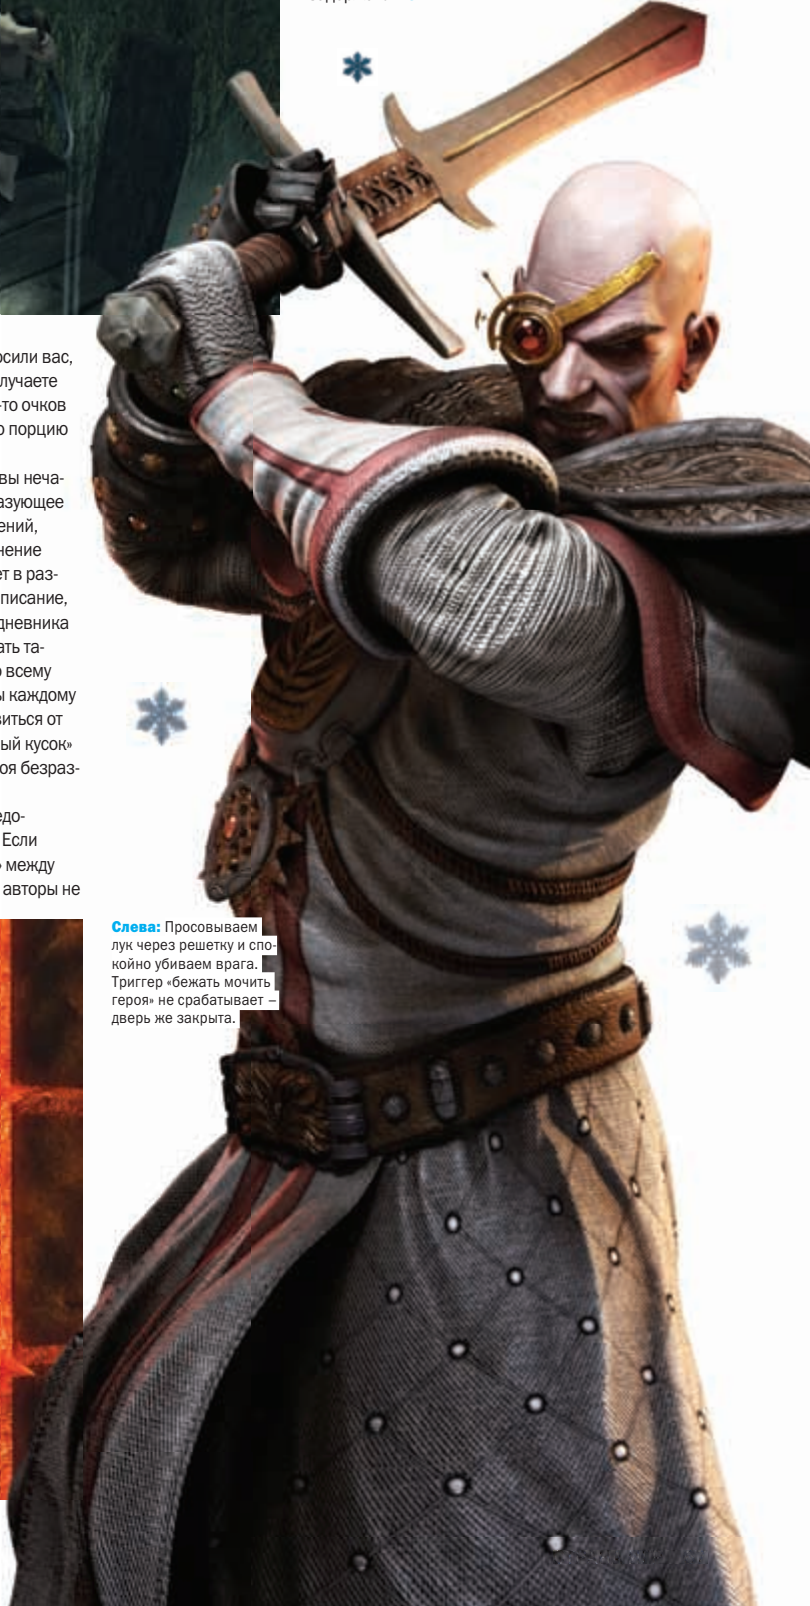 осили вас,
лучаете
-то очков
о порцию
вы неча-
азующее
ений,
нение
ет в раз-
писание,
дневника
ать та-
о всему
ы каждому
виться от
ый кусок»
оя безраз-
едо-
Если
» между
авторы не
Слева: Просовываем
лук через решетку и спо-
койно убиваем врага.
Триггер «бежать мочить
героя» не срабатывает –
дверь же закрыта.